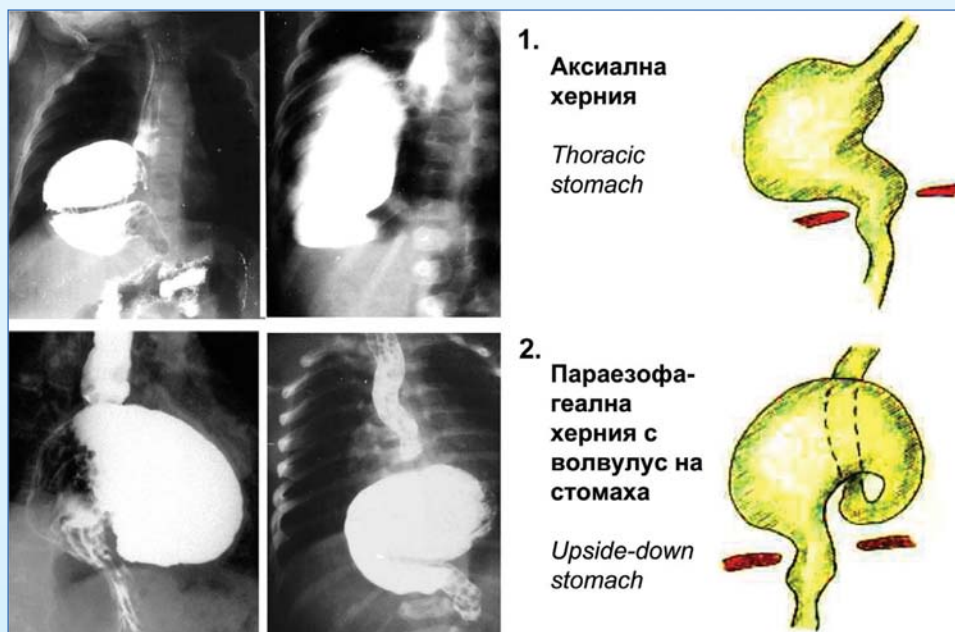 1.
Аксиална
херния
Thoracic
stomach
2.
Параезофа-
геална
херния с
волвулус на
стомаха
Upside-down
stomach